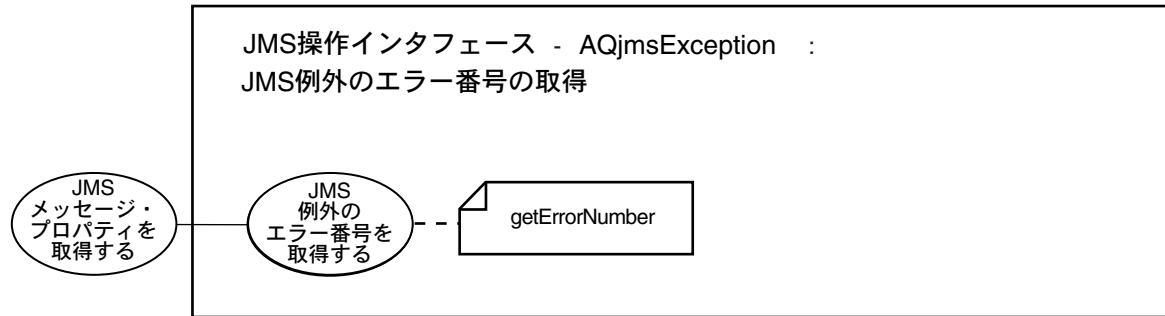 JMS操作インタフェース - AQjmsException :
JMS例外のエラー番号の取得
JMS
メッセージ・
プロパティを
取得する
JMS
例外の
エラー番号を
取得する
getErrorNumber